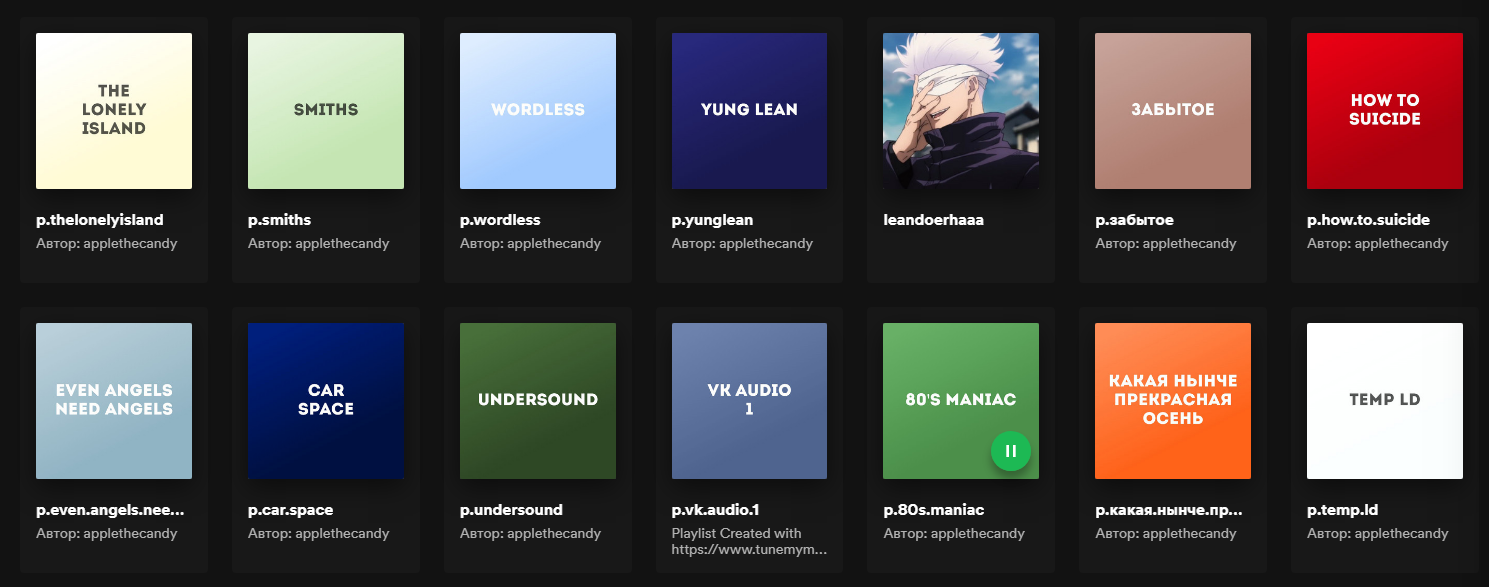 THE
LONELY
ISLAND
SMITHS
WORDLESS
YUNG LEAN
ЗАБЫТОЕ
HOW TO
SUICIDE
p.thelonelyisland
Автор: applethecandy
p.smiths
Автор: applethecandy
p.wordless
Автор: applethecandy
p.yunglean
Автор: applethecandy
leandoerhaaa
p.забытое
Автор: applethecandy
p.how.to.suicide
Автор: applethecandy
EVEN ANGELS
NEED ANGELS
CAR
SPACE
UNDERSOUND
VK AUDIO
1
80'S MANIAC
КАКАЯ НЫНЧЕ
ПРЕКРАСНАЯ
ОСЕНЬ
TEMP LD
p.even.angels.nee...
Автор: applethecandy
p.car.space
Автор: applethecandy
p.undersound
Автор: applethecandy
p.vk.audio.1
Playlist Created with
https://www.tunemym...
p.80s.maniac
Автор: applethecandy
p.какая.нынче.пр...
Автор: applethecandy
p.temp.ld
Автор: applethecandy